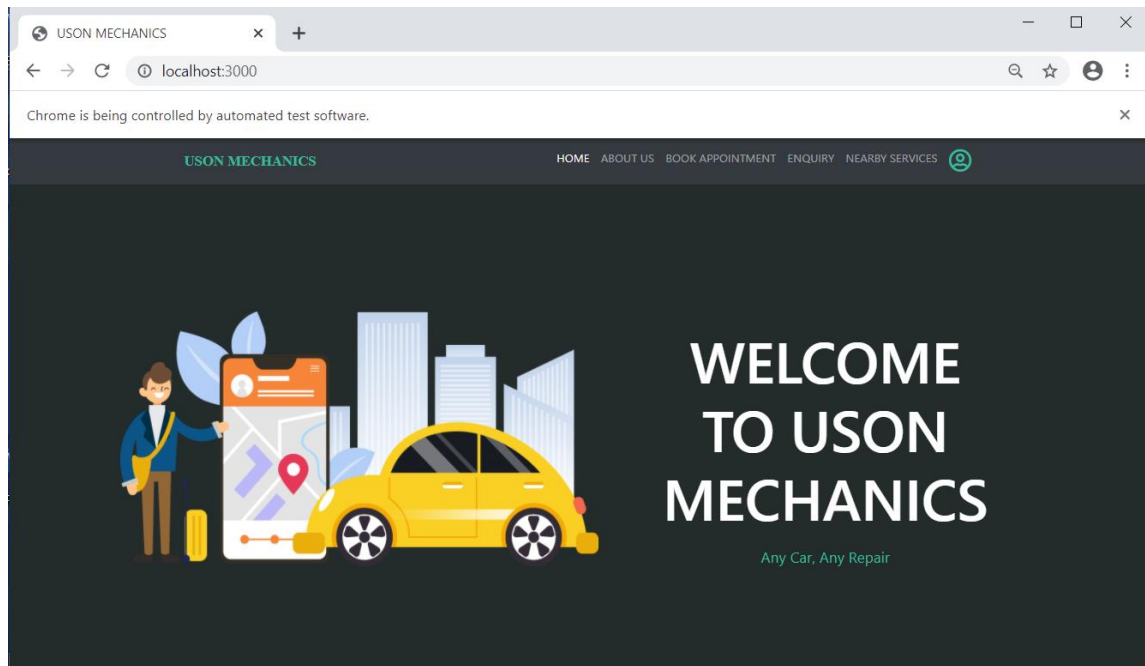 USON MECHANICS
localhost:3000
Chrome is being controlled by automated test software.
USON MECHANICS HOME ABOUT US BOOK APPOINTMENT ENQUIRY NEARBY SERVICES
WELCOME
TO USON
MECHANICS
Any Car, Any Repair